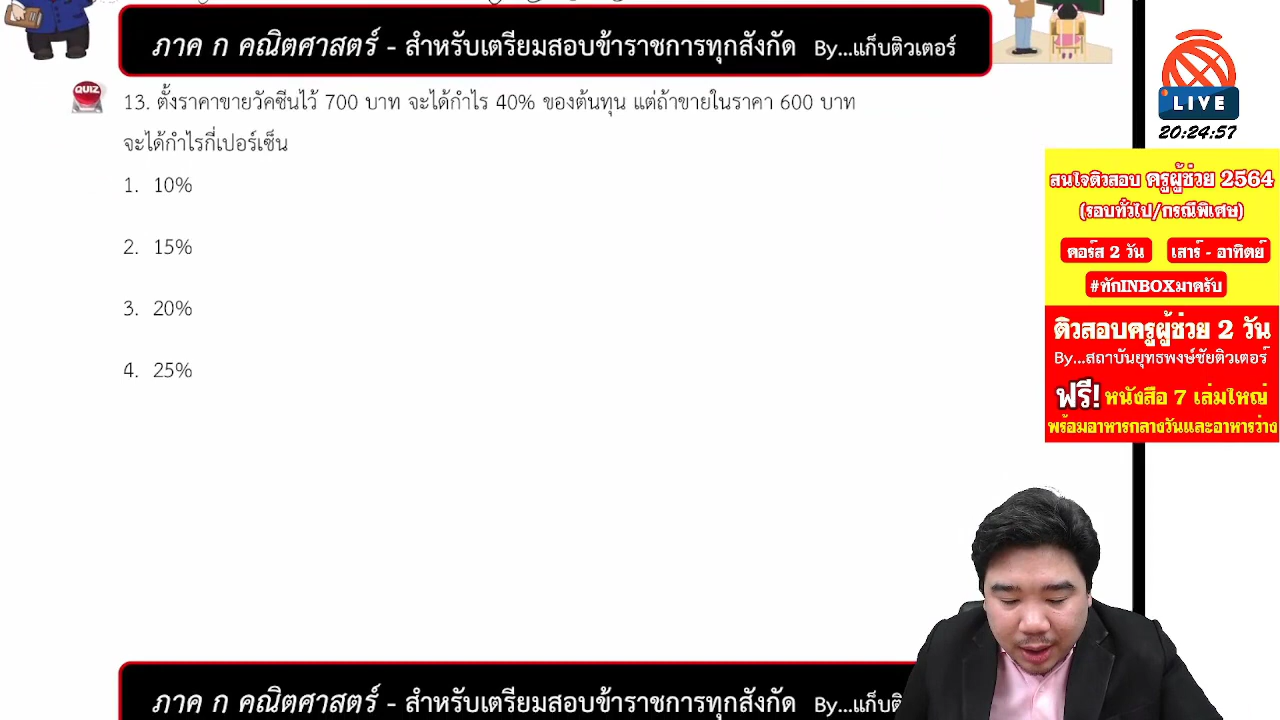 ภาค ก คณิตศาสตร์ - สำหรับเตรียมสอบข้าราชการทุกสังกัด By...แก็บติวเตอร์
QUIZ
13. ตั้งราคาขายวัคซีนไว้ 700 บาท จะได้กำไร 40% ของต้นทุน แต่ถ้าขายในราคา 600 บาท
จะได้กำไรกี่เปอร์เซ็น
1. 10%
2. 15%
3. 20%
4. 25%
LIVE
20:24:57
สนใจติวสอบ ครูผู้ช่วย 2564
(รอบทั่วไป/กรณีพิเศษ)
คอร์ส 2 วัน เสาร์ - อาทิตย์
#ทักINBOXมาครับ
ติวสอบครูผู้ช่วย 2 วัน
By...สถาบันยุทธพงษ์ชัยติวเตอร์
ฟรี! หนังสือ 7 เล่มใหญ่
พร้อมอาหารกลางวันและอาหารว่าง
ภาค ก คณิตศาสตร์ - สำหรับเตรียมสอบข้าราชการทุกสังกัด By...แก็บติ